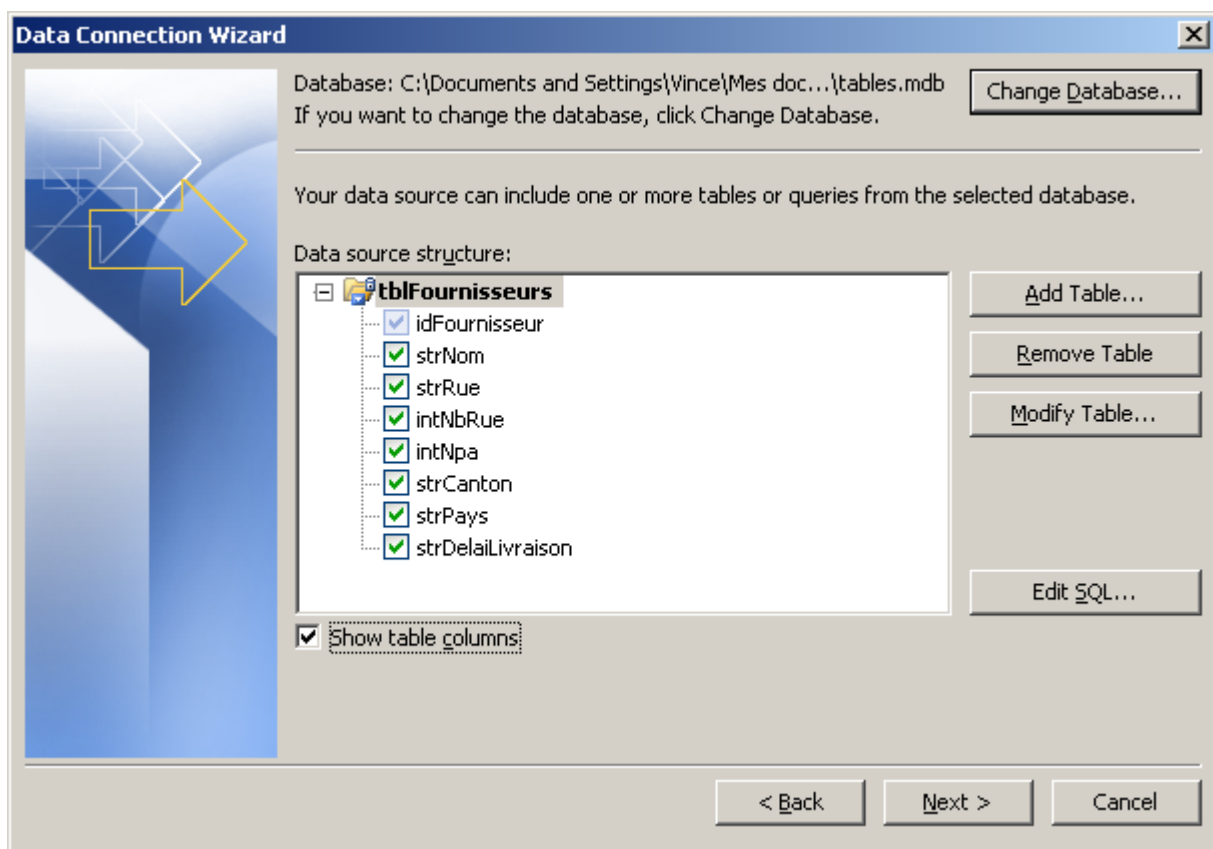 Data Connection Wizard
Database: C:\Documents and Settings\Vince\Mes doc...\tables.mdb
Change Database...
If you want to change the database, click Change Database.
Your data source can include one or more tables or queries from the selected database.
Data source structure:
tblFournisseurs
idFournisseur
strNom
strRue
intNbRue
intNpa
strCanton
strPays
strDelaiLivraison
Add Table...
Remove Table
Modify Table...
Edit SQL...
Show table columns
< Back
Next >
Cancel